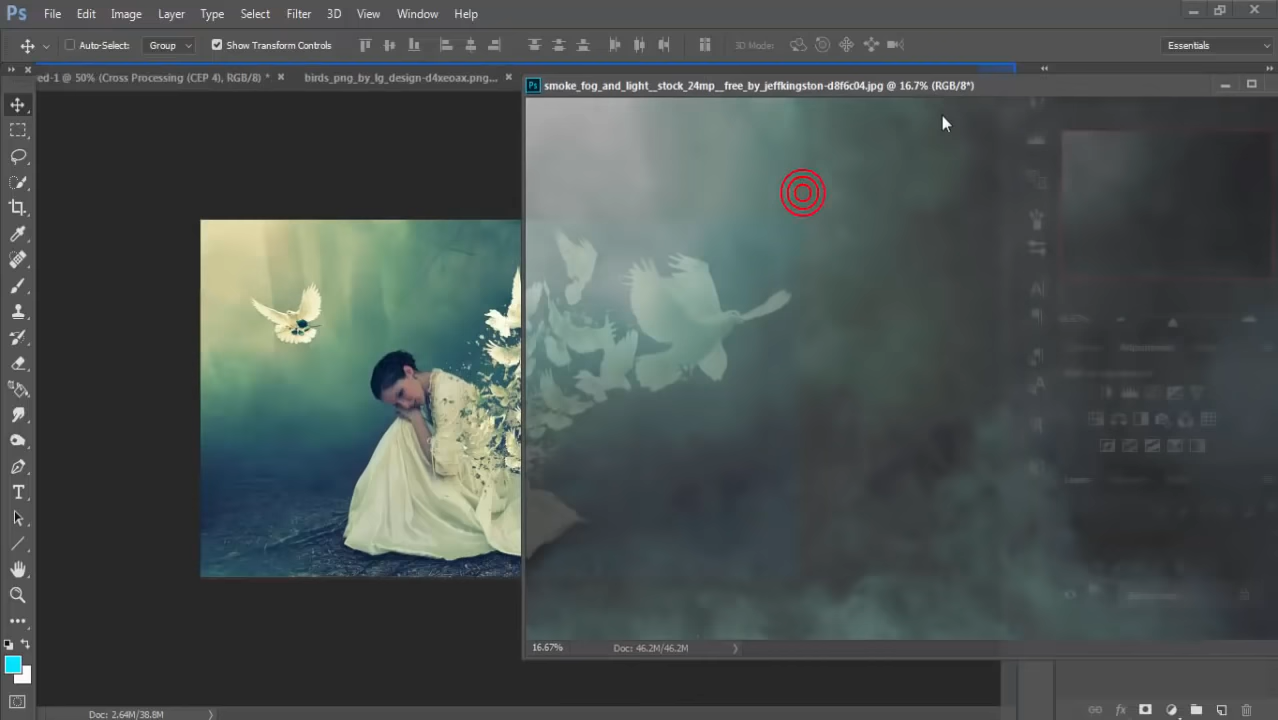 Ps File Edit Image Layer Type Select Filter 3D View Window Help
Auto-Select: Group Show Transform Controls 3D Mode: Essentials
ed-1 @ 50% (Cross Processing (CEP 4), RGB/8) * birds_png_by_lg_design-d4xeoax.png...
Ps smoke_fog_and_light__stock_24mp__free_by_jeffkingston-d8f6c04.jpg @ 16.7% (RGB/8*)
16.67% Doc: 46.2M/46.2M
Doc: 2.64M/38.8M